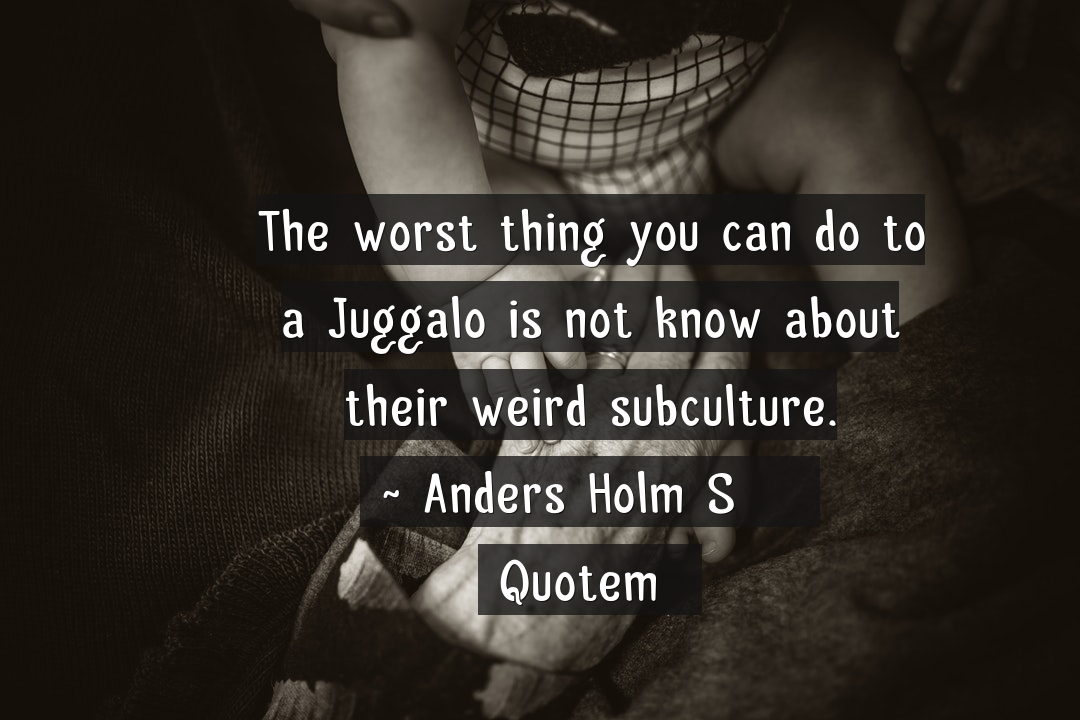 The worst thing you can do to
a Juggalo is not know about
their weird subculture.
~ Anders Holm S
Quotem